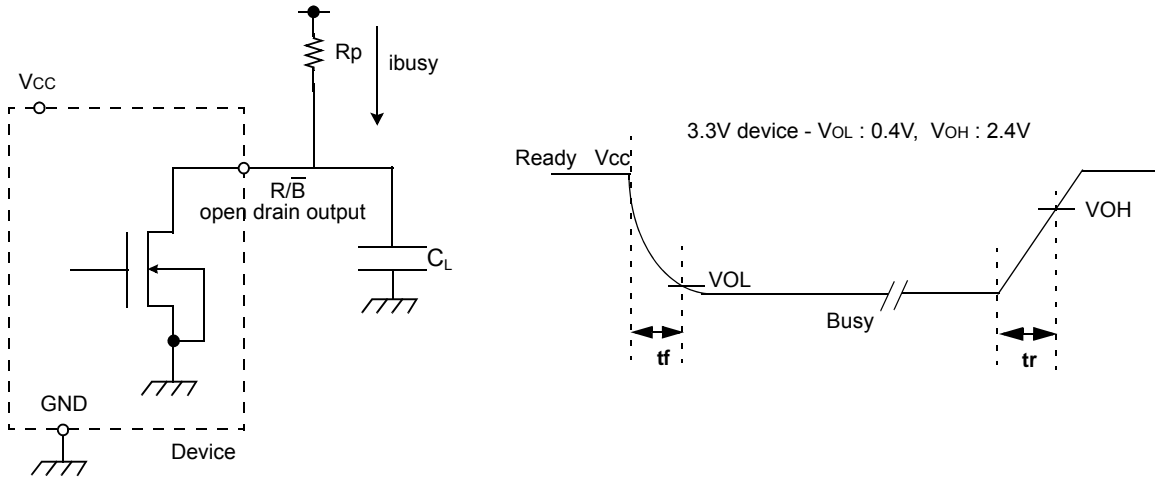 Rp
ibusy
VCC
R/B̅
open drain output
CL
GND
Device
3.3V device - VOL : 0.4V, VOH : 2.4V
Ready Vcc
VOH
VOL
Busy
tf
tr